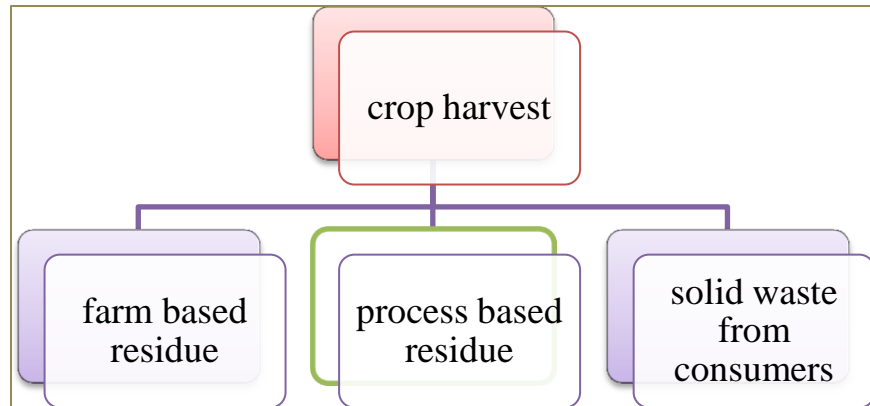 crop harvest
farm based
residue
process based
residue
solid waste
from
consumers